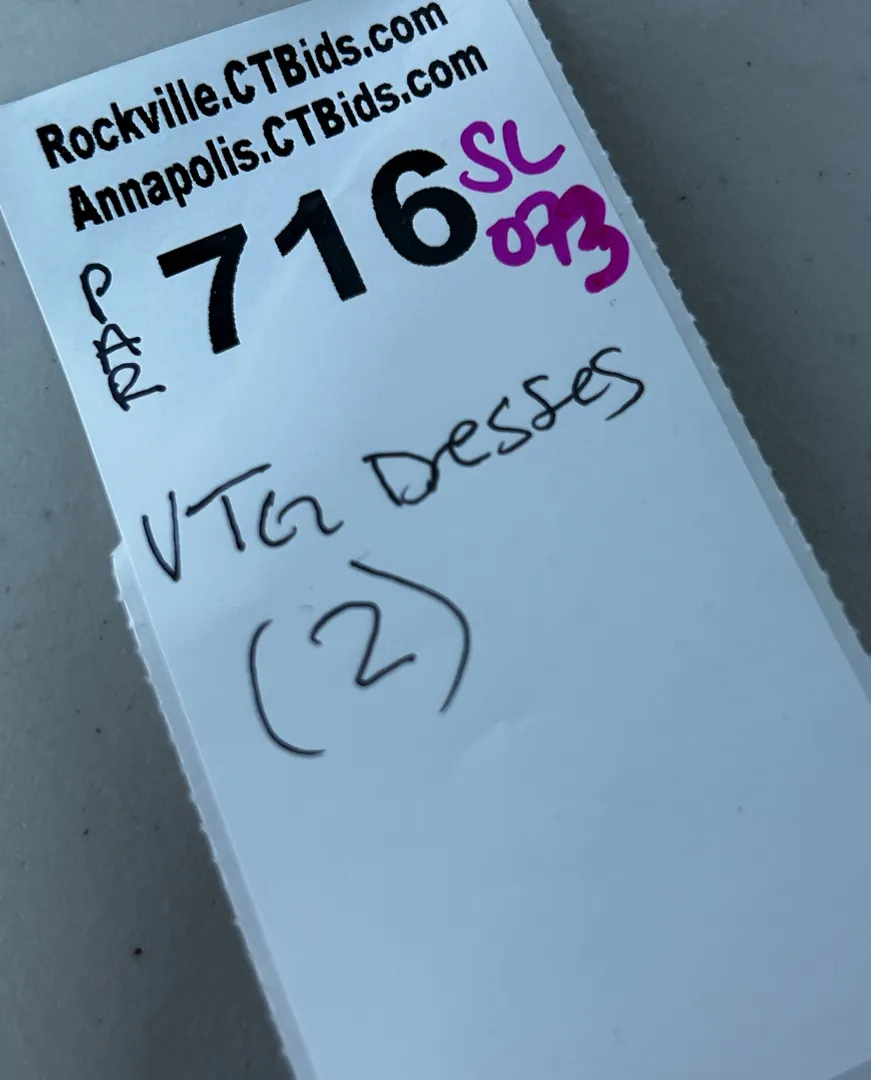 Rockville.CTBids.com
Annapolis.CTBids.com
PAR
716
SL
073
VTG Desses
(2)